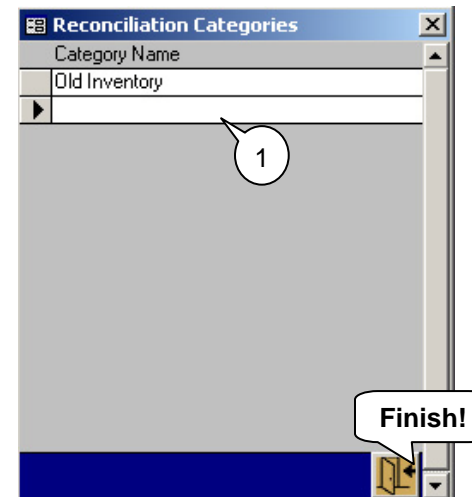 Reconciliation Categories
Category Name
Old Inventory
1
Finish!